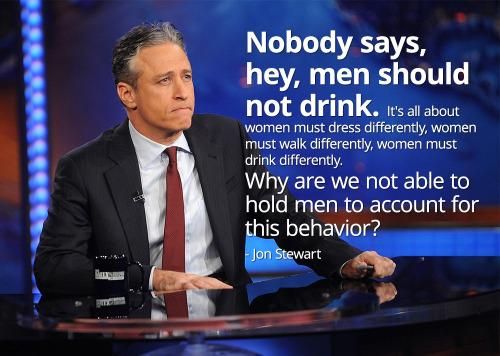 Nobody says,
hey, men should
not drink. It's all about
women must dress differently, women
must walk differently, women must
drink differently.
Why are we not able to
hold men to account for
this behavior?
- Jon Stewart